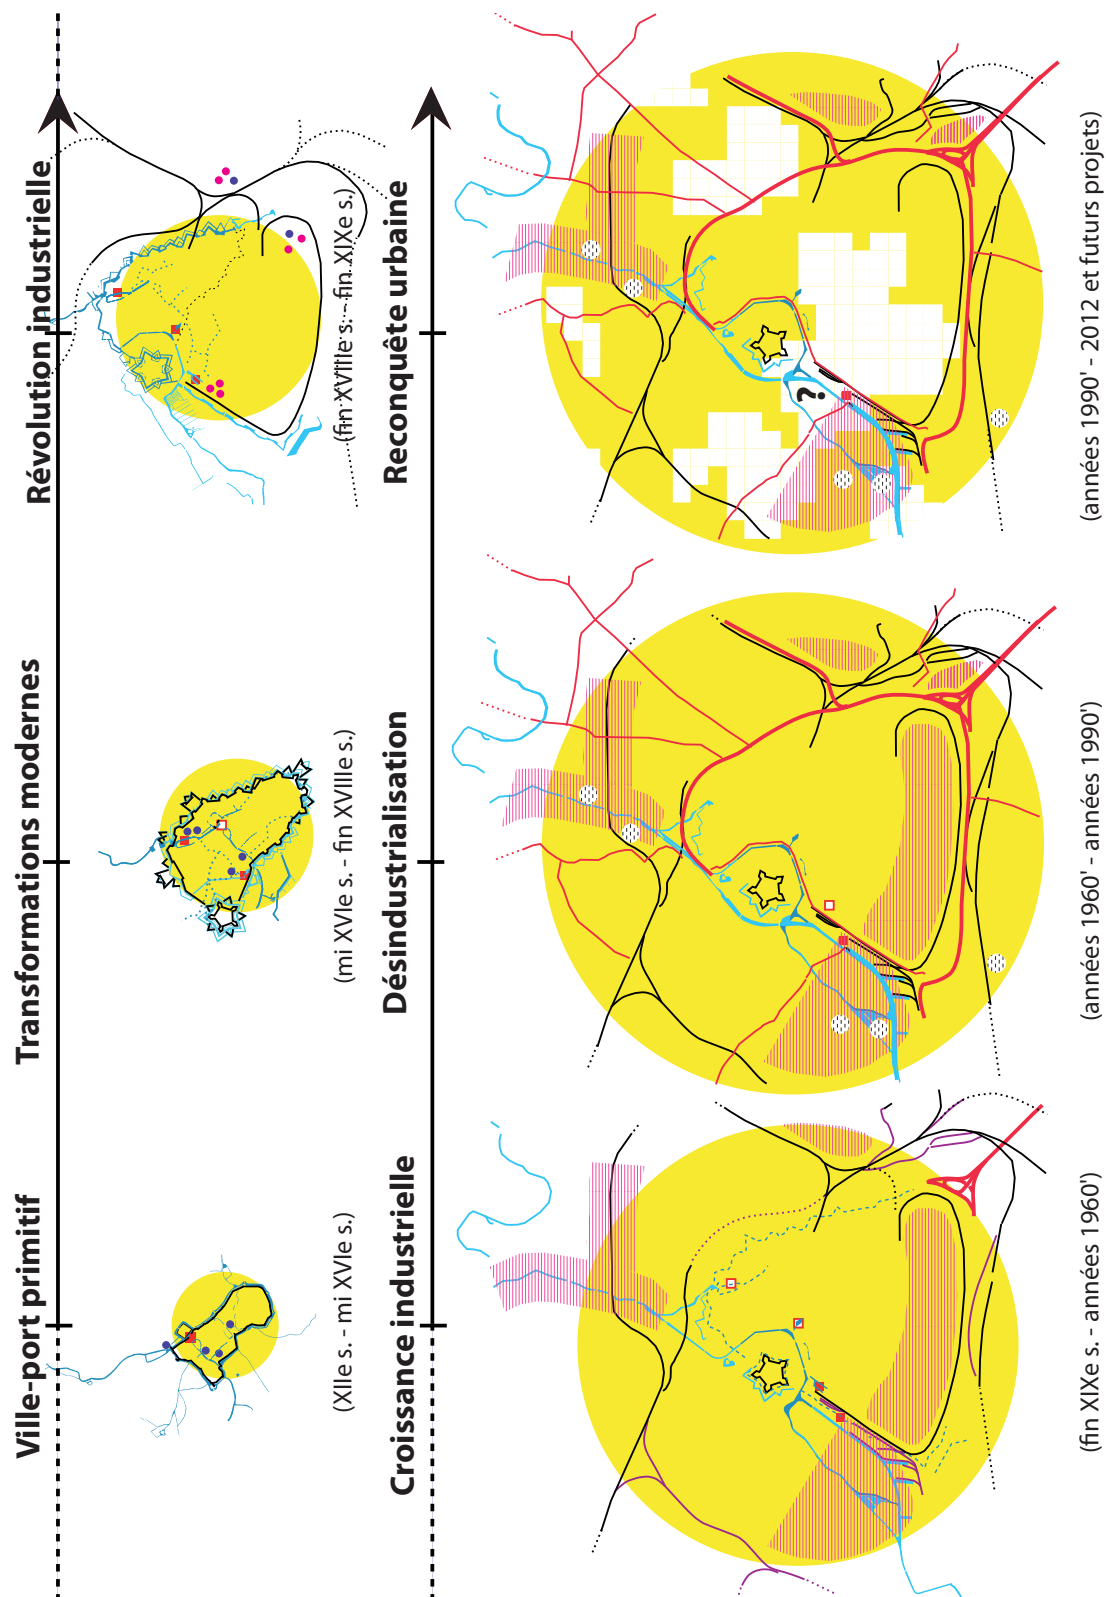 Ville-port primitif
(XIIe s. - mi XVIe s.)
Transformations modernes
(mi XVIe s. - fin XVIIIe s.)
Révolution industrielle
(fin XVIIIe s. - fin XIXe s.)
Croissance industrielle
(fin XIXe s. - années 1960')
Désindustrialisation
(années 1960' - années 1990')
Reconquête urbaine
?
(années 1990' - 2012 et futurs projets)